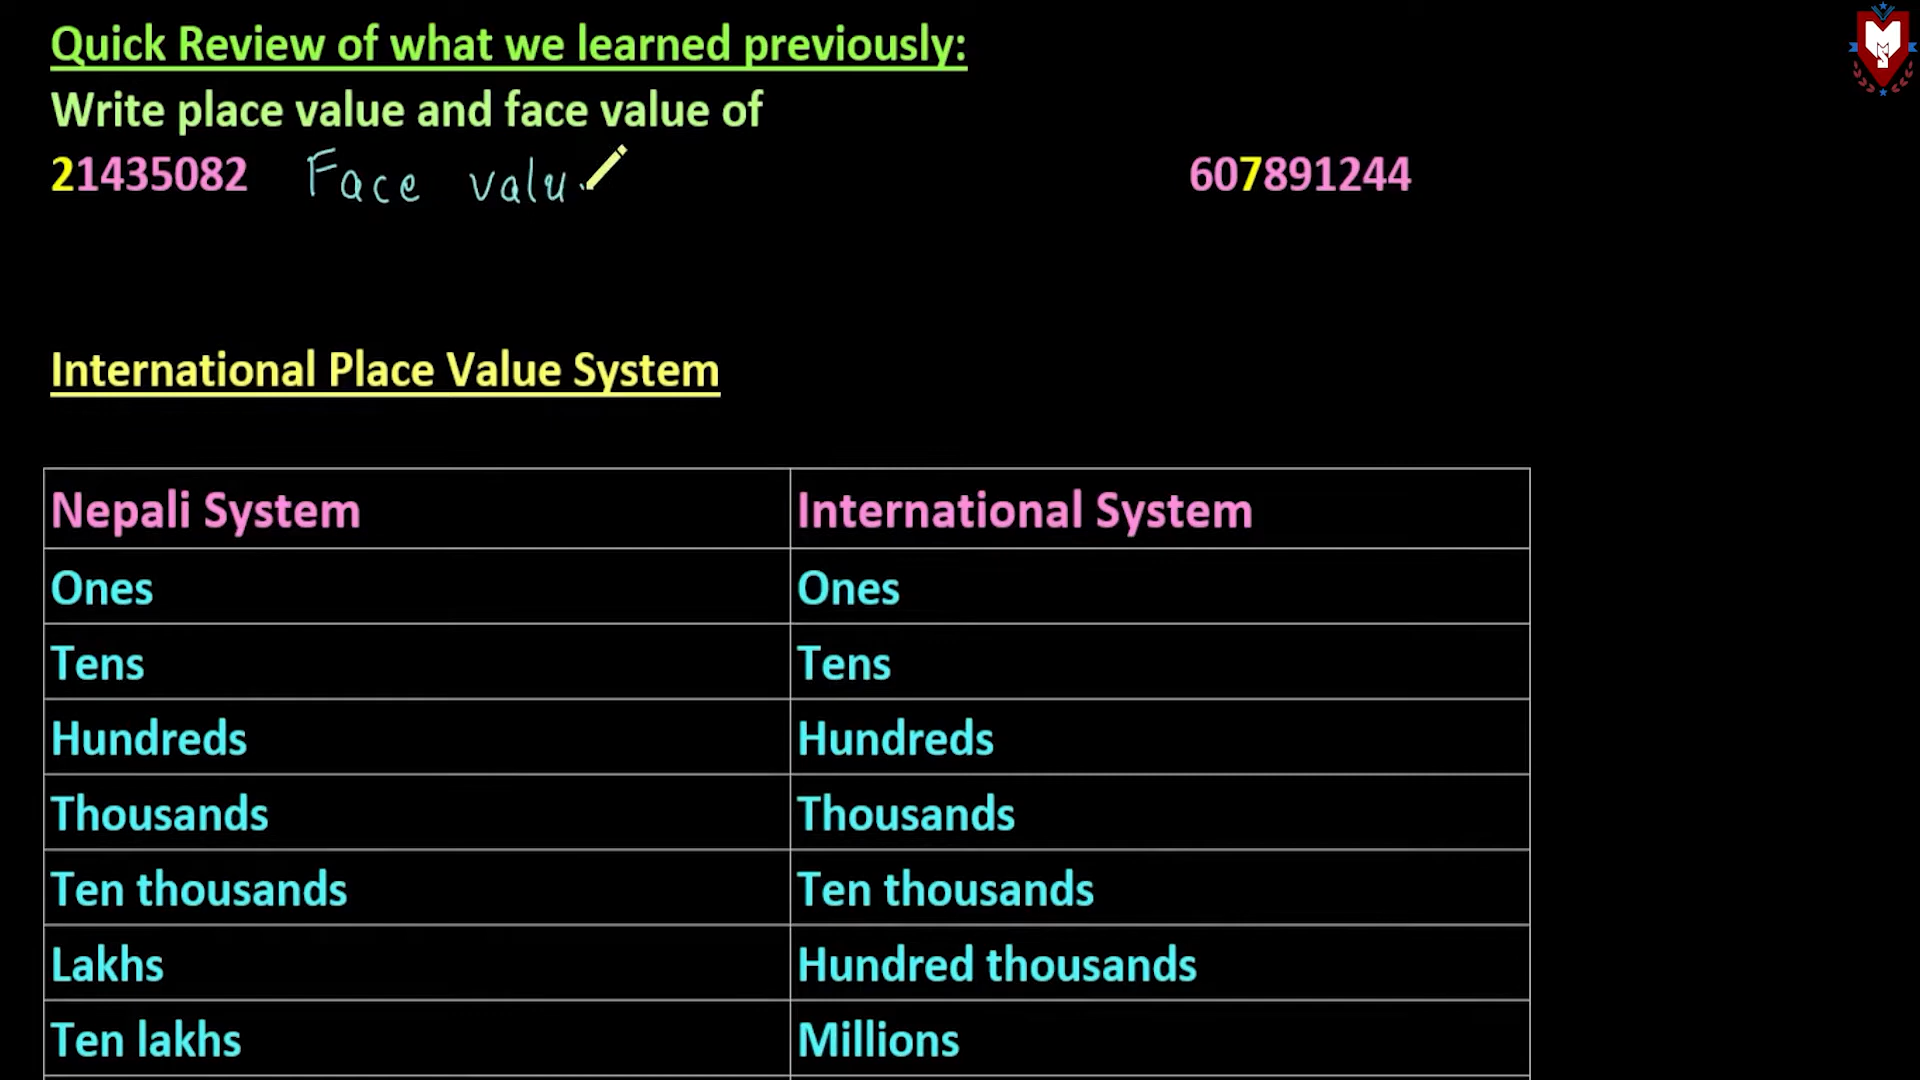 Quick Review of what we learned previously:
Write place value and face value of
21435082 Face valu 607891244
International Place Value System
Nepali System International System
Ones Ones
Tens Tens
Hundreds Hundreds
Thousands Thousands
Ten thousands Ten thousands
Lakhs Hundred thousands
Ten lakhs Millions